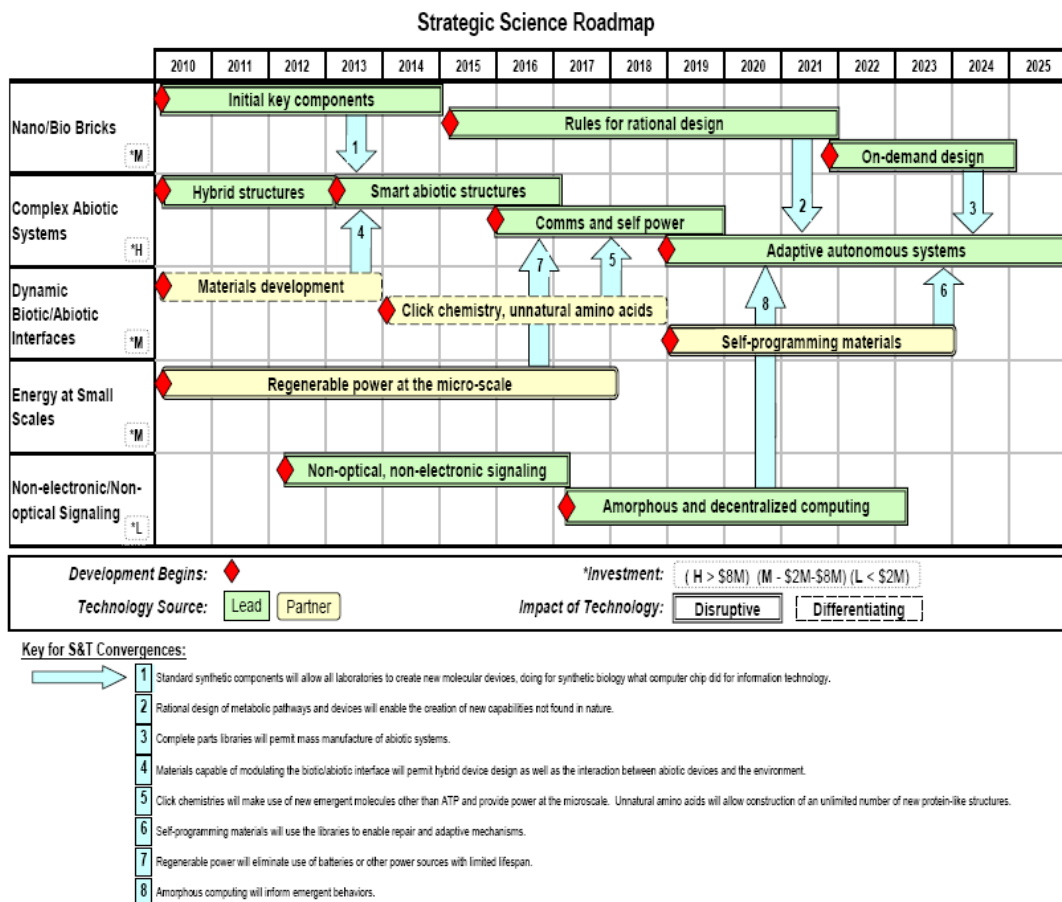 Strategic Science Roadmap
2010 2011 2012 2013 2014 2015 2016 2017 2018 2019 2020 2021 2022 2023 2024 2025
Nano/Bio Bricks
*M
Initial key components
Rules for rational design
On-demand design
1
2
3
Complex Abiotic
Systems
*H
Hybrid structures
Smart abiotic structures
Comms and self power
Adaptive autonomous systems
4
7
5
8
6
Dynamic
Biotic/Abiotic
Interfaces
*M
Materials development
Click chemistry, unnatural amino acids
Self-programming materials
Energy at Small
Scales
*M
Regenerable power at the micro-scale
Non-electronic/Non-
optical Signaling
*L
Non-optical, non-electronic signaling
Amorphous and decentralized computing
Development Begins:
*Investment: ( H > $8M) (M - $2M-$8M) (L < $2M)
Technology Source: Lead Partner
Impact of Technology: Disruptive Differentiating
Key for S&T Convergences:
1 Standard synthetic components will allow all laboratories to create new molecular devices, doing for synthetic biology what computer chip did for information technology.
2 Rational design of metabolic pathways and devices will enable the creation of new capabilities not found in nature.
3 Complete parts libraries will permit mass manufacture of abiotic systems.
4 Materials capable of modulating the biotic/abiotic interface will permit hybrid device design as well as the interaction between abiotic devices and the environment.
5 Click chemistries will make use of new emergent molecules other than ATP and provide power at the microscale. Unnatural amino acids will allow construction of an unlimited number of new protein-like structures.
6 Self-programming materials will use the libraries to enable repair and adaptive mechanisms.
7 Regenerable power will eliminate use of batteries or other power sources with limited lifespan.
8 Amorphous computing will inform emergent behaviors.